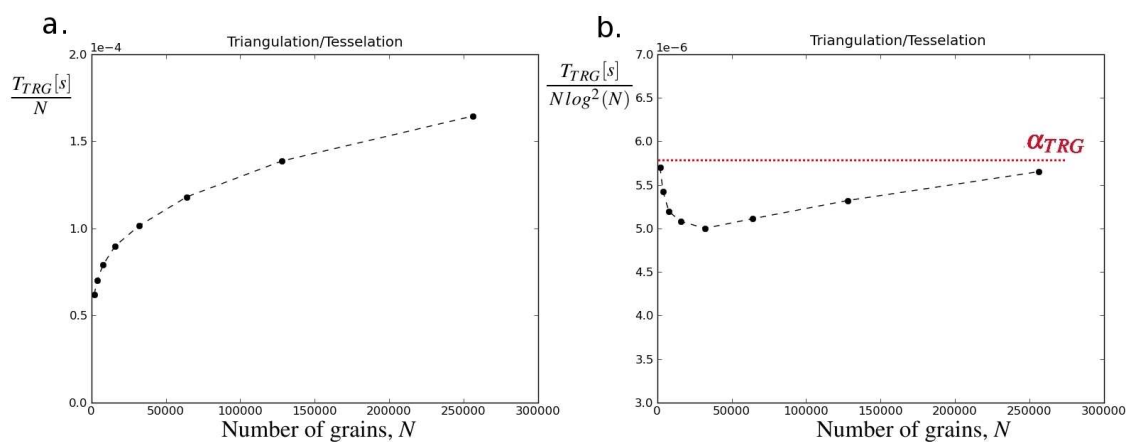 a.
Triangulation/Tesselation
1e−4
T_TRG[s]
N
2.0
1.5
1.0
0.5
0.0
0 50000 100000 150000 200000 250000 300000
Number of grains, N
b.
Triangulation/Tesselation
1e−6
T_TRG[s]
N log²(N)
7.0
6.5
6.0
5.5
5.0
4.5
4.0
3.5
3.0
α_TRG
0 50000 100000 150000 200000 250000 300000
Number of grains, N